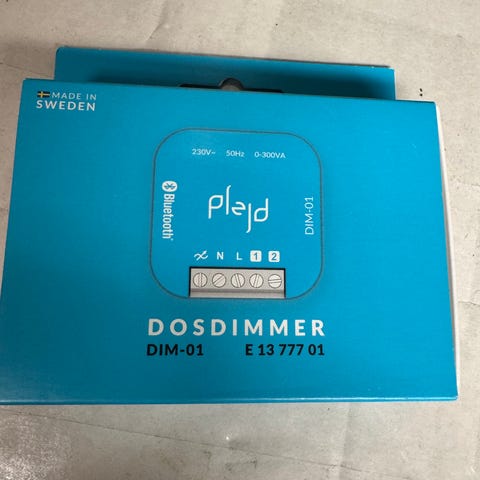 MADE IN
SWEDEN
230V~ 50Hz 0-300VA
Bluetooth®
plejd
DIM-01
N L 1 2
DOSDIMMER
DIM-01 E 13 777 01